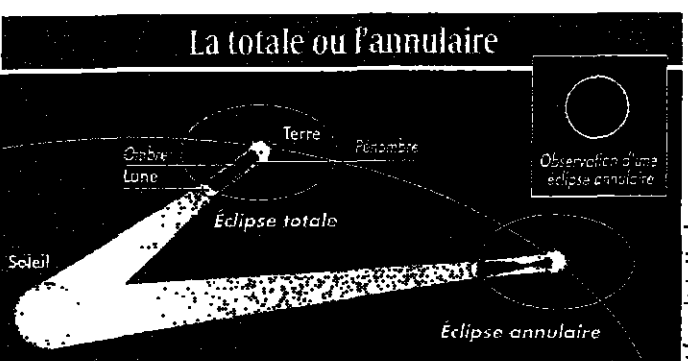 La totale ou l'annulaire
Terre
Ombre
Pénombre
Lune
Observation d'une
éclipse annulaire
Éclipse totale
Soleil
Éclipse annulaire